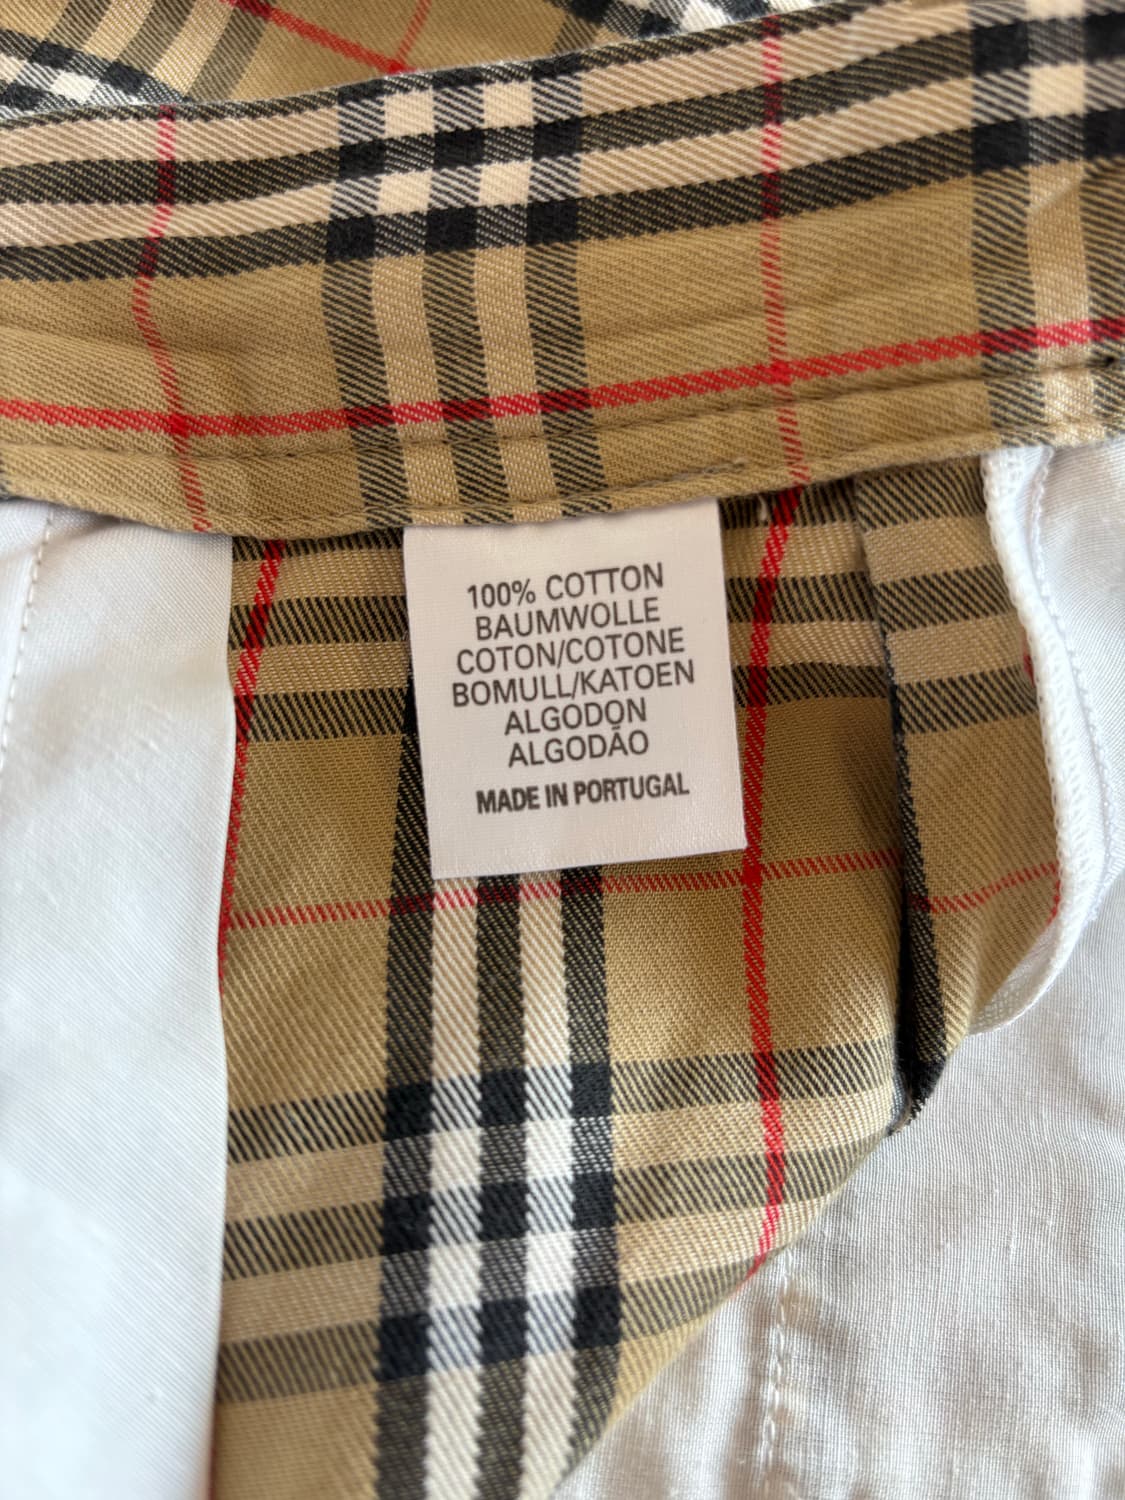 100% COTTON
BAUMWOLLE
COTON/COTONE
BOMULL/KATOEN
ALGODON
ALGODÃO
MADE IN PORTUGAL